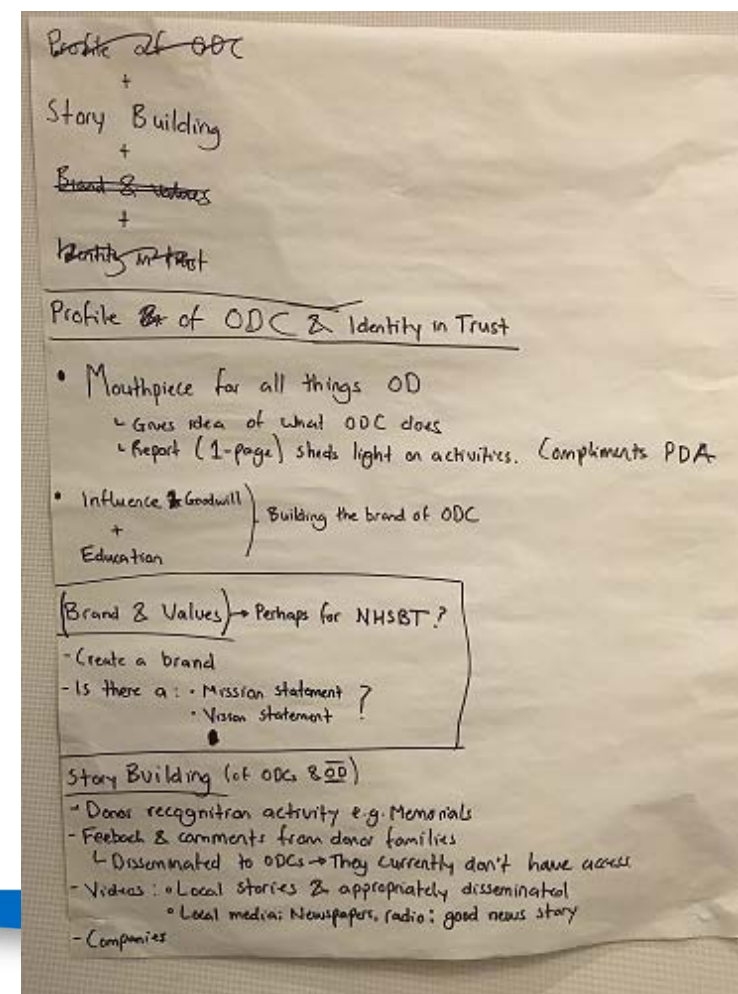 Profile of ODC
+
Story Building
+
Brand & values
+
Identity in trust
Profile & of ODC & Identity in Trust
• Mouthpiece for all things OD
↳ Gives idea of what ODC does
↳ Report (1-page) sheds light on activities. Compliments PDA
• Influence & Goodwill
+
Education
Building the brand of ODC
(Brand & Values) → Perhaps for NHSBT?
- Create a brand
- Is there a: • Mission statement ?
• Vision statement
Story Building (of ODCs & OD)
- Donor recognition activity e.g. Memorials
- Feeback & comments from donor families
↳ Disseminated to ODCs → They currently don't have access
- Videos: • Local stories & appropriately disseminated
• Local media: Newspapers, radio: good news story
- Companies